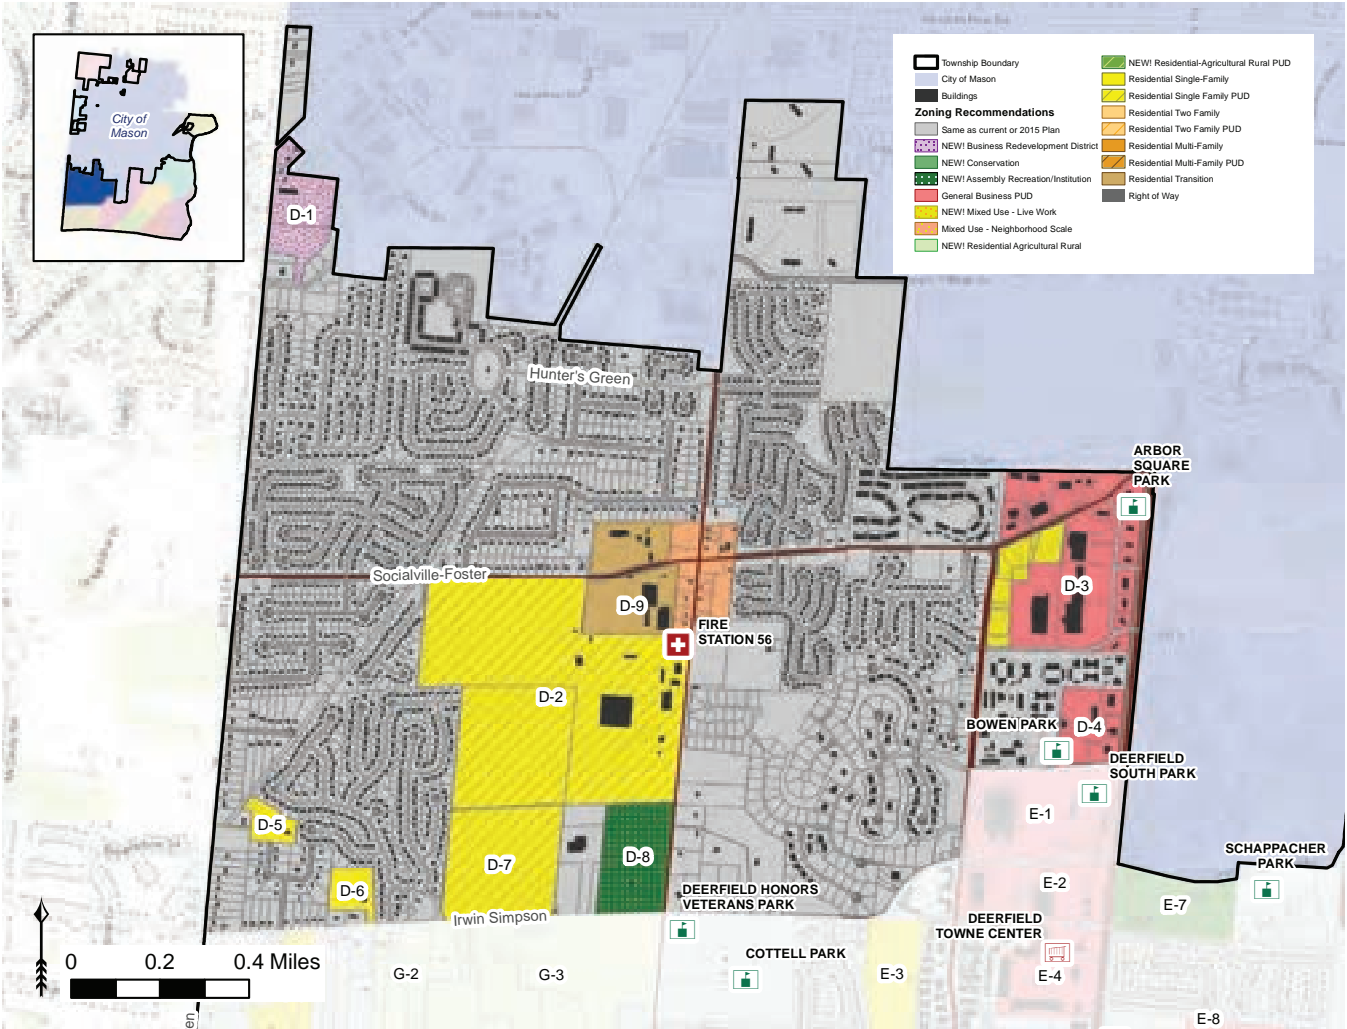 City of
Mason
Township Boundary
City of Mason
Buildings
Zoning Recommendations
Same as current or 2015 Plan
NEW! Business Redevelopment District
NEW! Conservation
NEW! Assembly Recreation/Institution
General Business PUD
NEW! Mixed Use - Live Work
Mixed Use - Neighborhood Scale
NEW! Residential Agricultural Rural
NEW! Residential-Agricultural Rural PUD
Residential Single-Family
Residential Single Family PUD
Residential Two Family
Residential Two Family PUD
Residential Multi-Family
Residential Multi-Family PUD
Residential Transition
Right of Way
D-1
Hunter's Green
ARBOR
SQUARE
PARK
Socialville-Foster
D-9
D-3
FIRE
STATION 56
D-2
BOWEN PARK
D-4
DEERFIELD
SOUTH PARK
E-1
D-5
D-7
D-8
D-6
SCHAPPACHER
PARK
E-2
DEERFIELD HONORS
VETERANS PARK
E-7
Irwin Simpson
DEERFIELD
TOWNE CENTER
COTTELL PARK
0 0.2 0.4 Miles
G-2
G-3
E-3
E-4
E-8
en